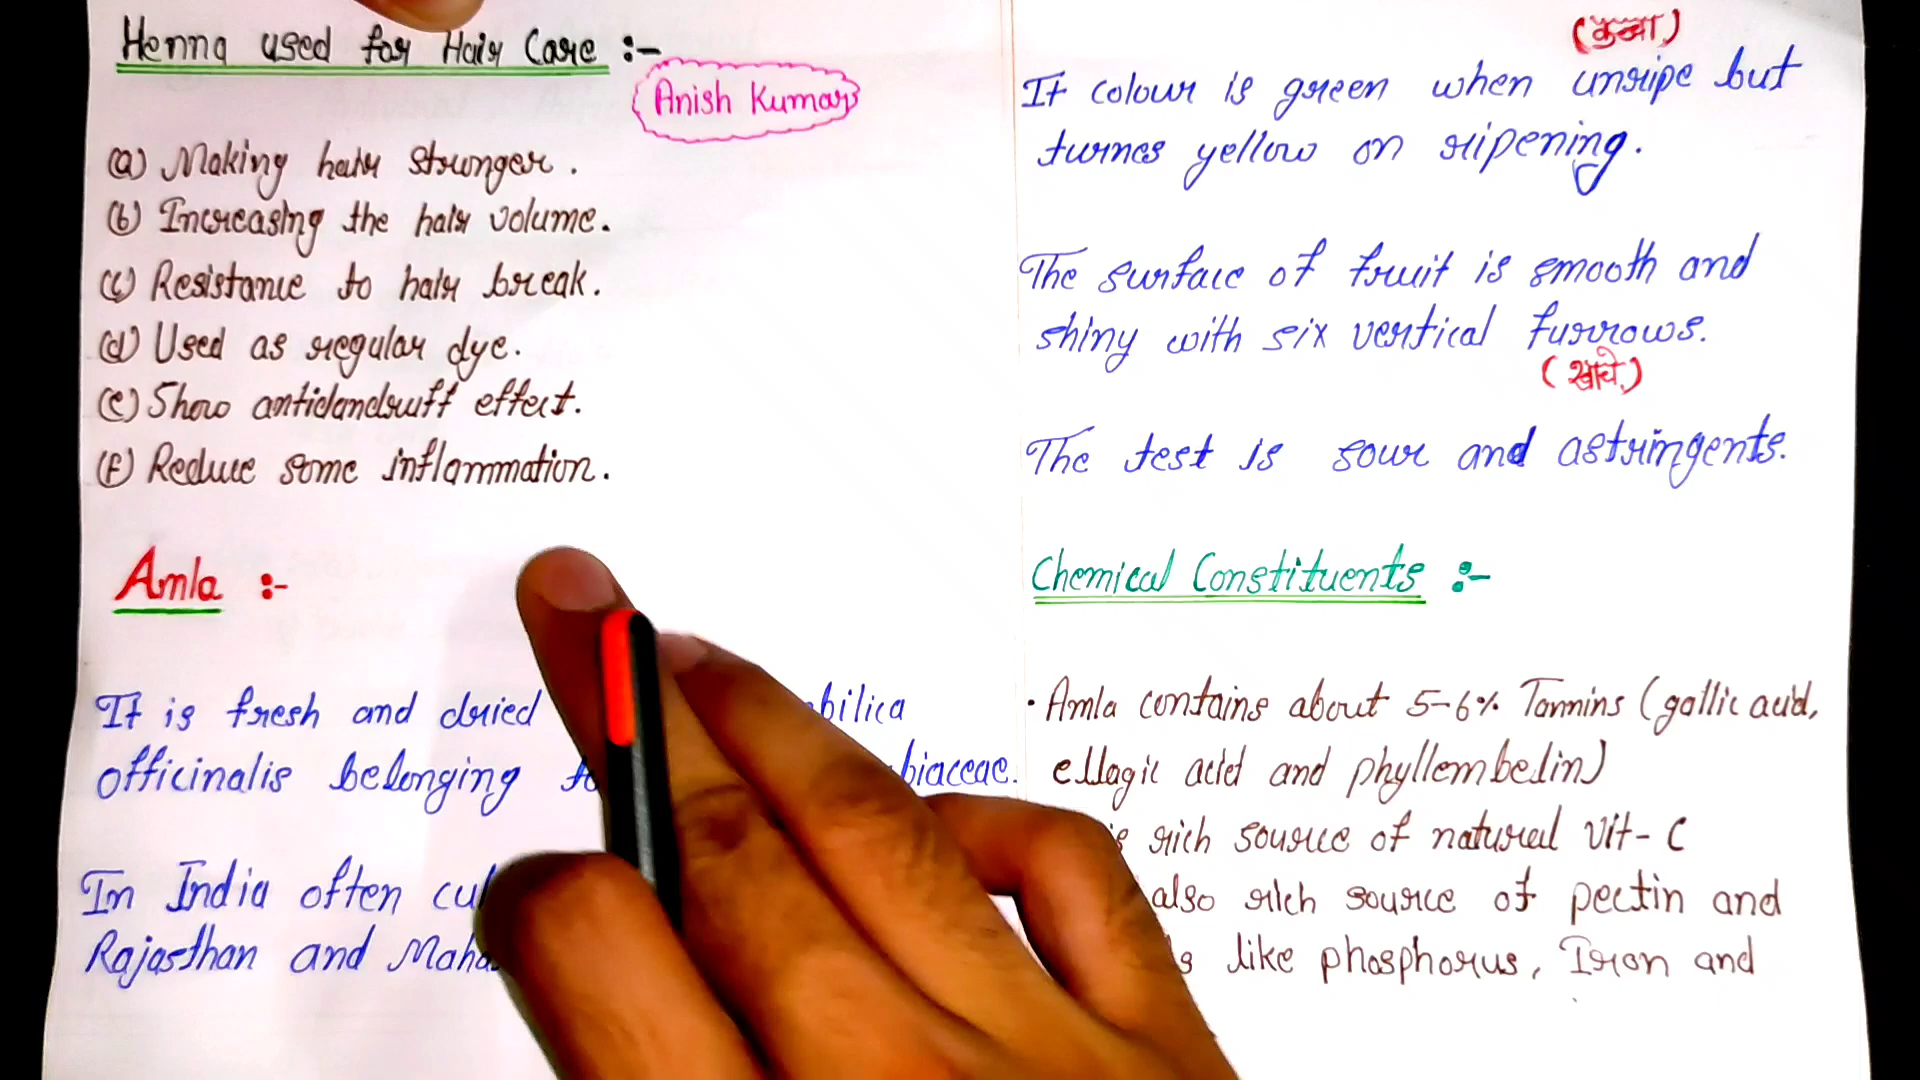 Henna used for Hair Care :-
Anish Kumar
(a) Making hair stronger.
(b) Increasing the hair volume.
(c) Resistance to hair break.
(d) Used as regular dye.
(e) Show antidandruff effect.
(f) Reduce some inflammation.
Amla :-
It is fresh and dried
officinalis belonging
In India often
Rajasthan and
(कच्चा)
It colour is green when unripe but
turnes yellow on ripening.
The surface of fruit is smooth and
shiny with six vertical furrows.
(खांचे)
The test is sour and astringents.
Chemical Constituents :-
• Amla contains about 5-6% Tannins (gallic acid,
ellagic acid and phyllembelin)
rich source of natural Vit-C
also rich source of pectin and
like phosphorus, Iron and